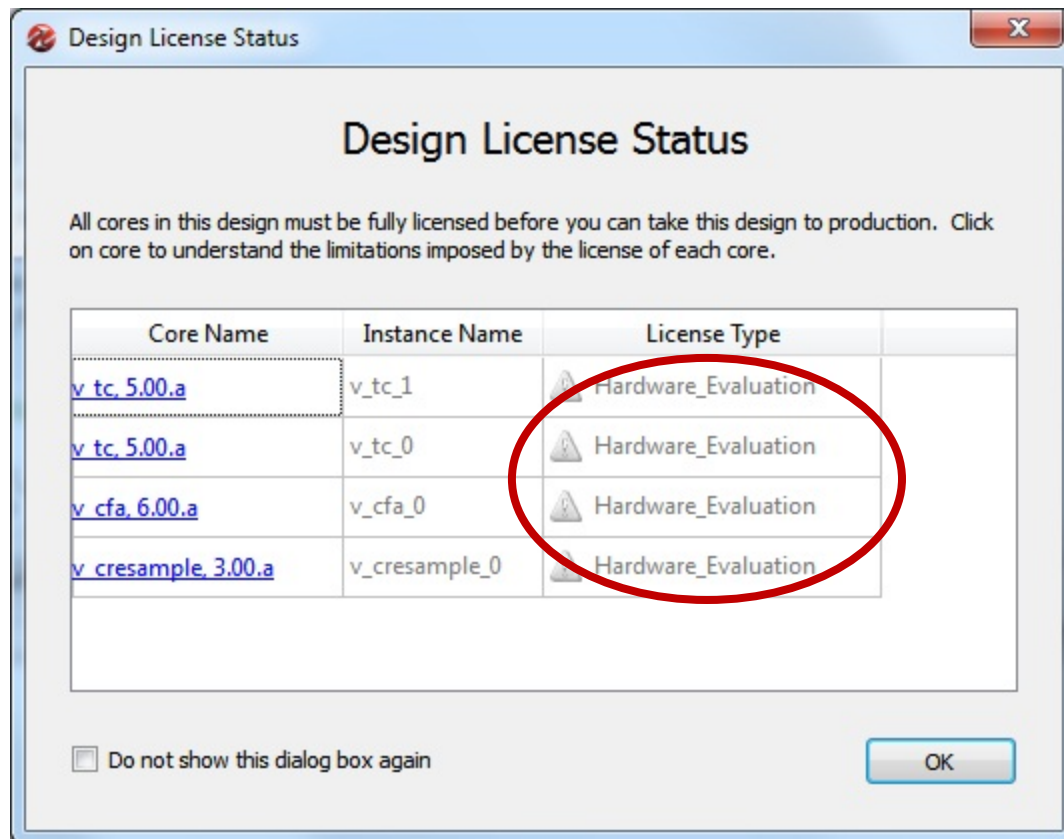 Design License Status
Design License Status
All cores in this design must be fully licensed before you can take this design to production. Click
on core to understand the limitations imposed by the license of each core.
Core Name Instance Name License Type
v_tc, 5.00.a v_tc_1 Hardware_Evaluation
v_tc, 5.00.a v_tc_0 Hardware_Evaluation
v_cfa, 6.00.a v_cfa_0 Hardware_Evaluation
v_cresample, 3.00.a v_cresample_0 Hardware_Evaluation
Do not show this dialog box again OK